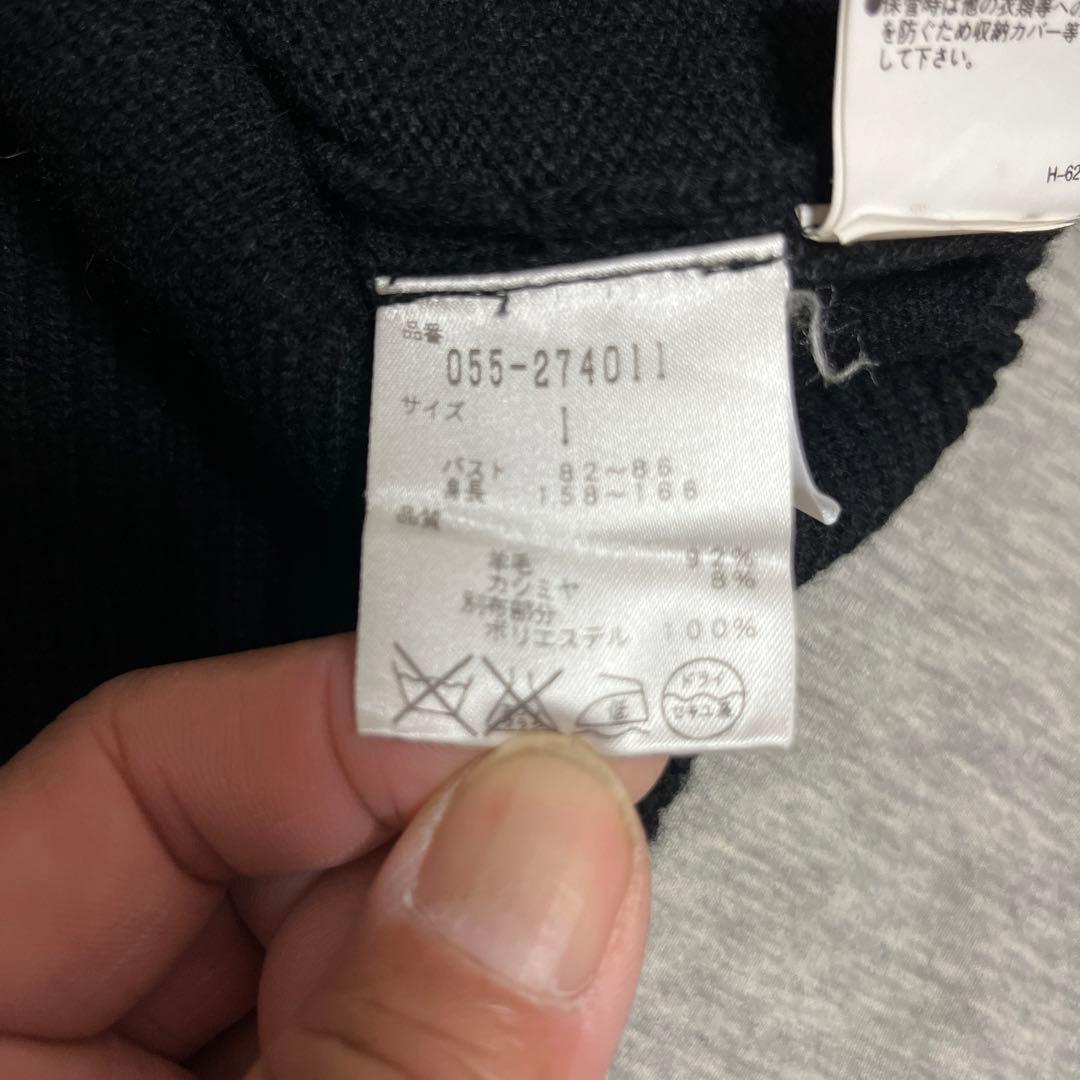 ●保管時は他の衣類等への
を防ぐため収納カバー等
して下さい。
H-62
品番
055-274011
サイズ
1
バスト 82～86
身長 158～166
品質
羊毛 92%
カシミヤ 8%
別布部分
ポリエステル 100%
低
ドライ
セキユ系